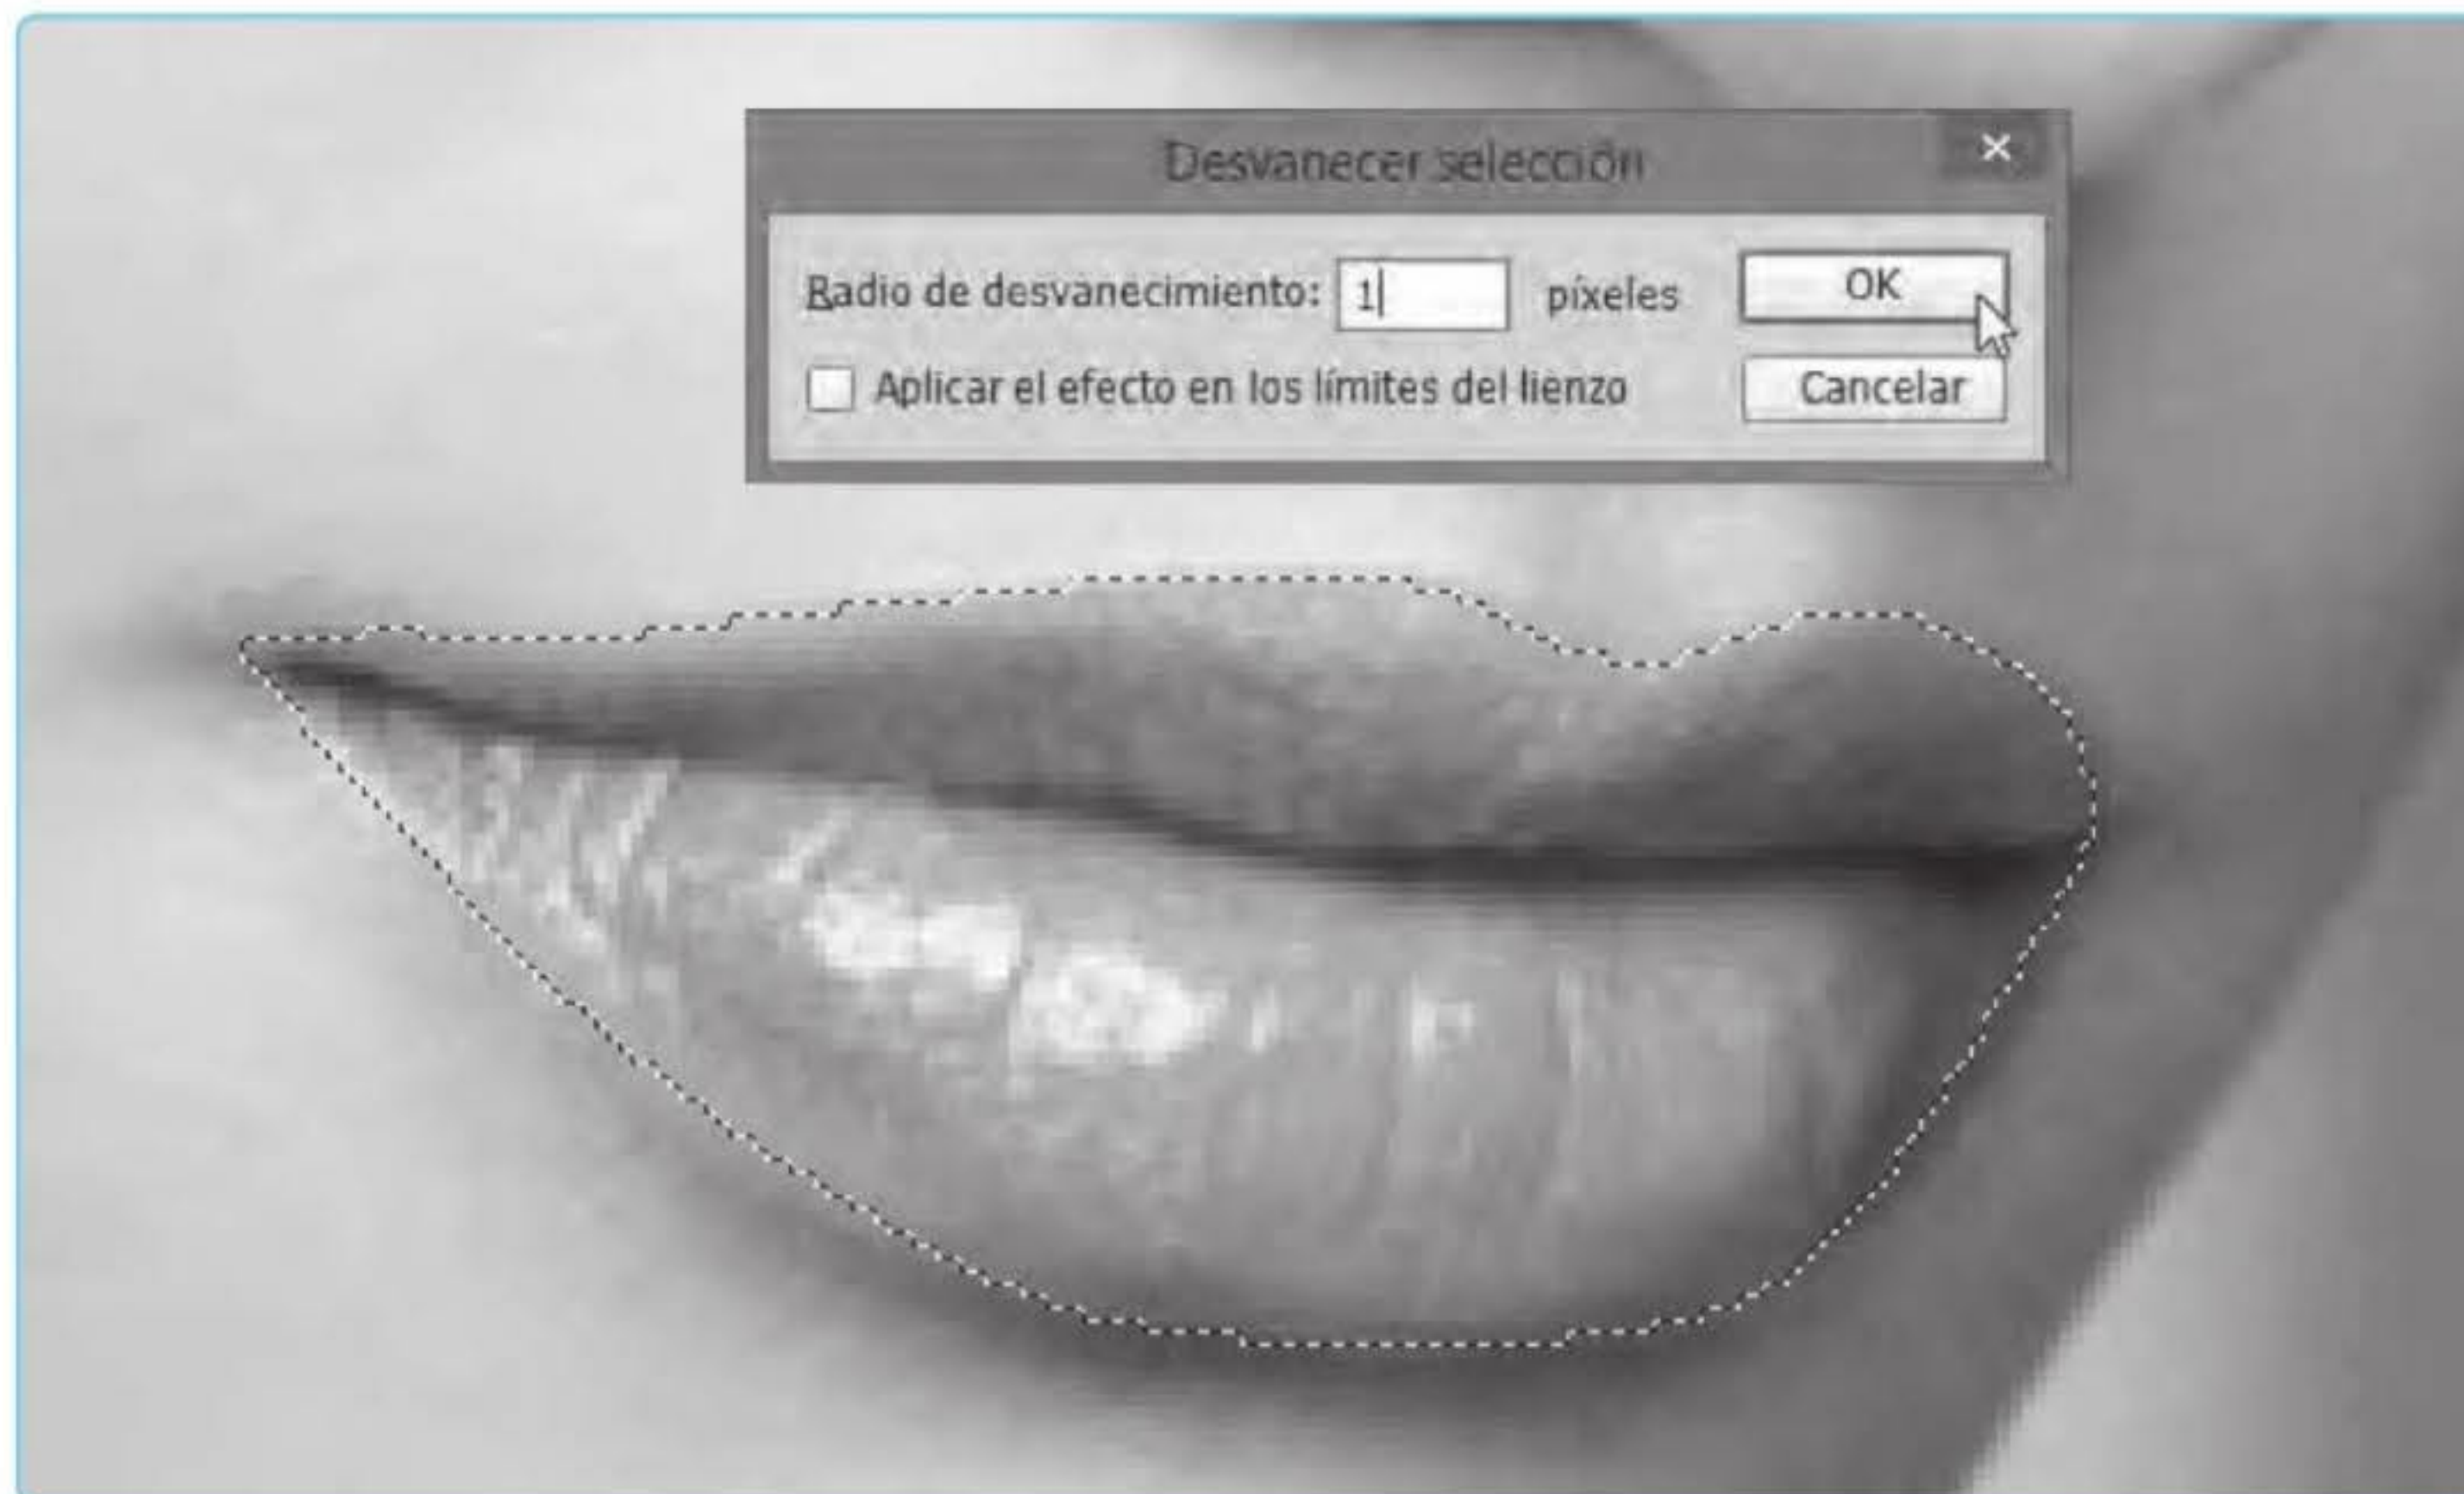 Desvanecer selección
Radio de desvanecimiento: 1 píxeles
OK
Aplicar el efecto en los límites del lienzo
Cancelar